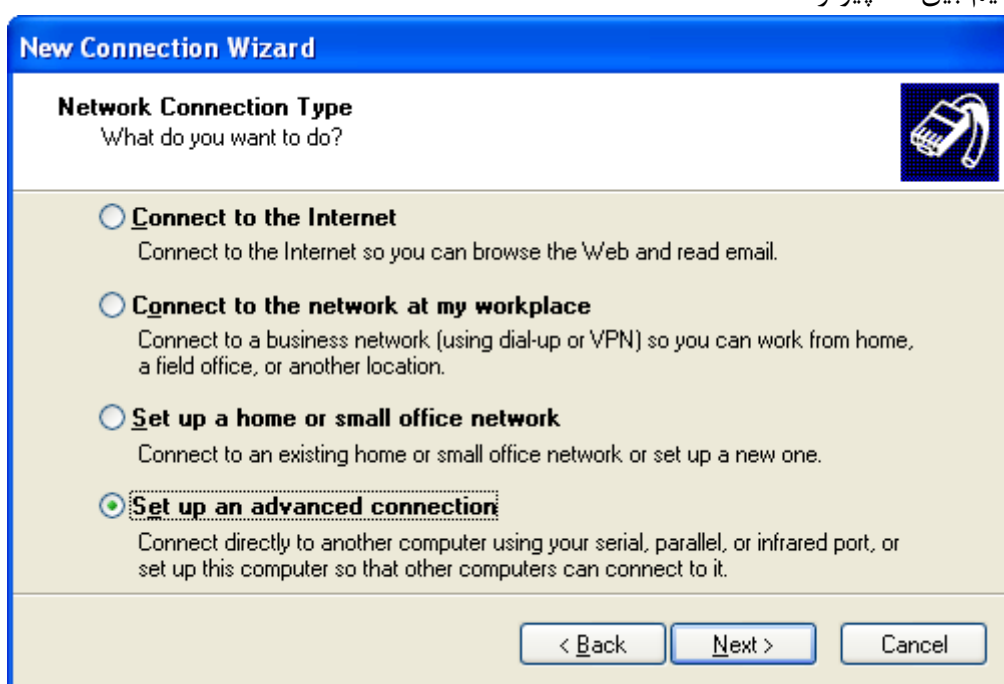 بین
New Connection Wizard
Network Connection Type
What do you want to do?
Connect to the Internet
Connect to the Internet so you can browse the Web and read email.
Connect to the network at my workplace
Connect to a business network (using dial-up or VPN) so you can work from home,
a field office, or another location.
Set up a home or small office network
Connect to an existing home or small office network or set up a new one.
Set up an advanced connection
Connect directly to another computer using your serial, parallel, or infrared port, or
set up this computer so that other computers can connect to it.
< Back
Next >
Cancel